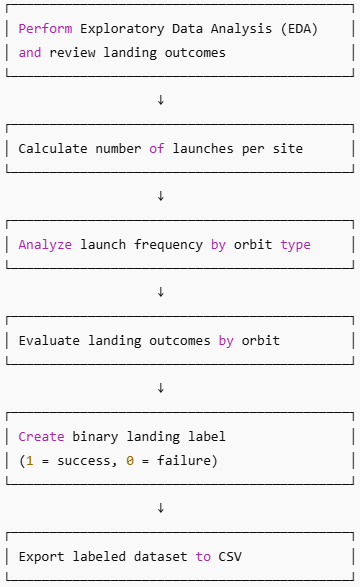 Perform Exploratory Data Analysis (EDA)
and review landing outcomes
↓
Calculate number of launches per site
↓
Analyze launch frequency by orbit type
↓
Evaluate landing outcomes by orbit
↓
Create binary landing label
(1 = success, 0 = failure)
↓
Export labeled dataset to CSV